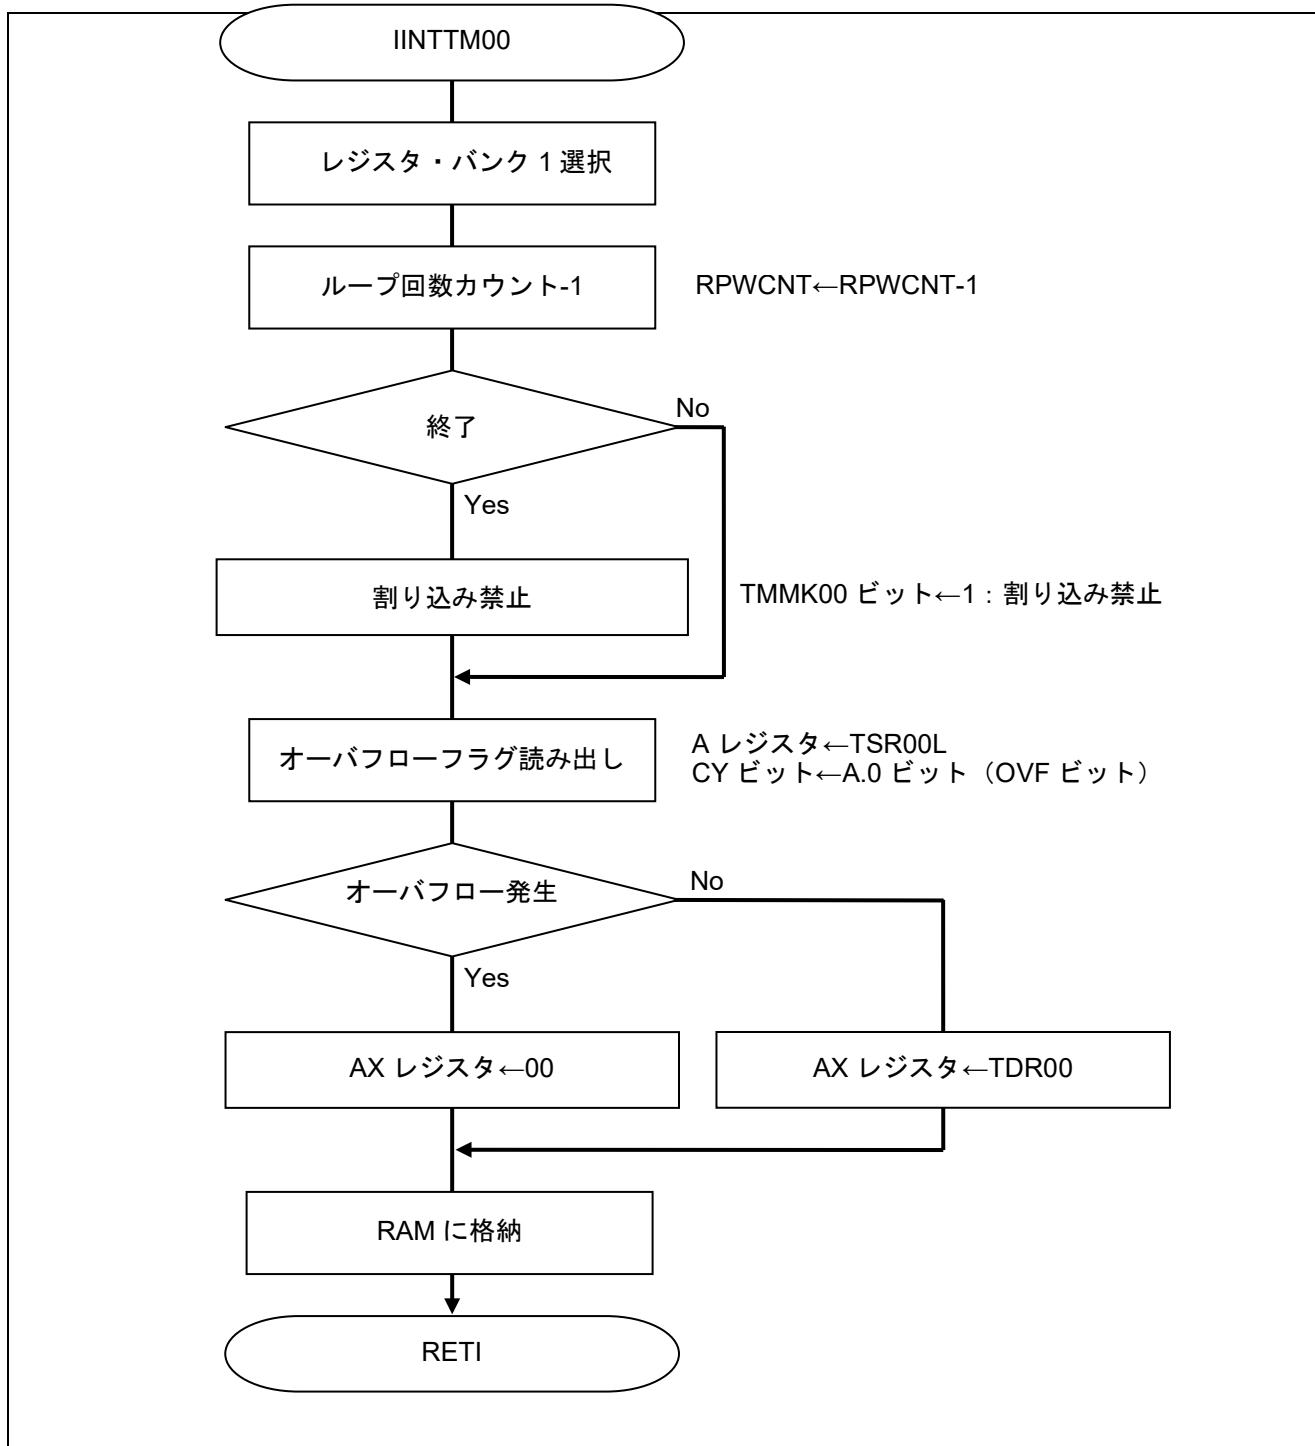 IINTTM00
レジスタ・バンク 1 選択
ループ回数カウント-1
RPWCNT←RPWCNT-1
終了
No
Yes
割り込み禁止
TMMK00 ビット←1：割り込み禁止
オーバフローフラグ読み出し
A レジスタ←TSR00L
CY ビット←A.0 ビット（OVF ビット）
オーバフロー発生
No
Yes
AX レジスタ←00
AX レジスタ←TDR00
RAM に格納
RETI